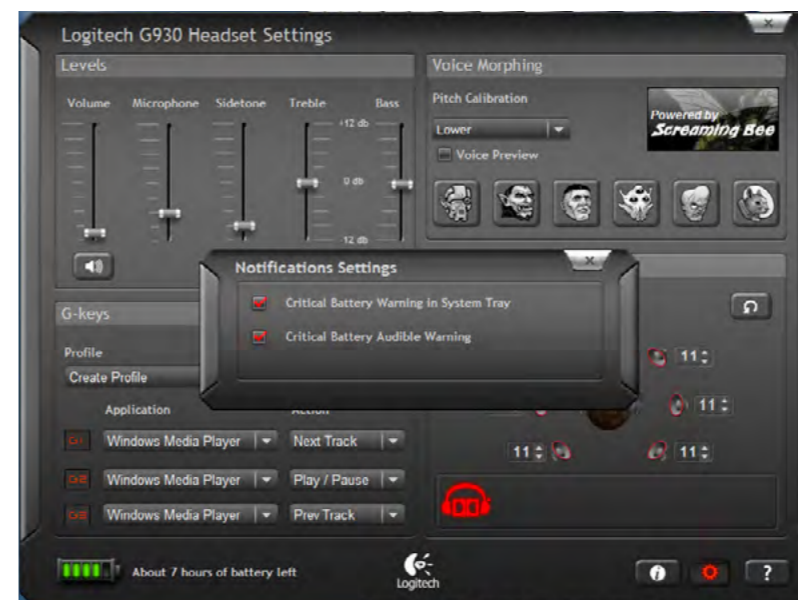 Logitech G930 Headset Settings
Levels
Volume Microphone Sidetone Treble Bass
+12 db
0 db
12 db
Voice Morphing
Pitch Calibration
Lower
Voice Preview
Powered by
Screaming Bee
Notifications Settings
Critical Battery Warning in System Tray
Critical Battery Audible Warning
G-keys
Profile
Create Profile
Application
G1 Windows Media Player Next Track
G2 Windows Media Player Play / Pause
Windows Media Player Prev Track
11
11
11 11
About 7 hours of battery left
Logitech
i
?